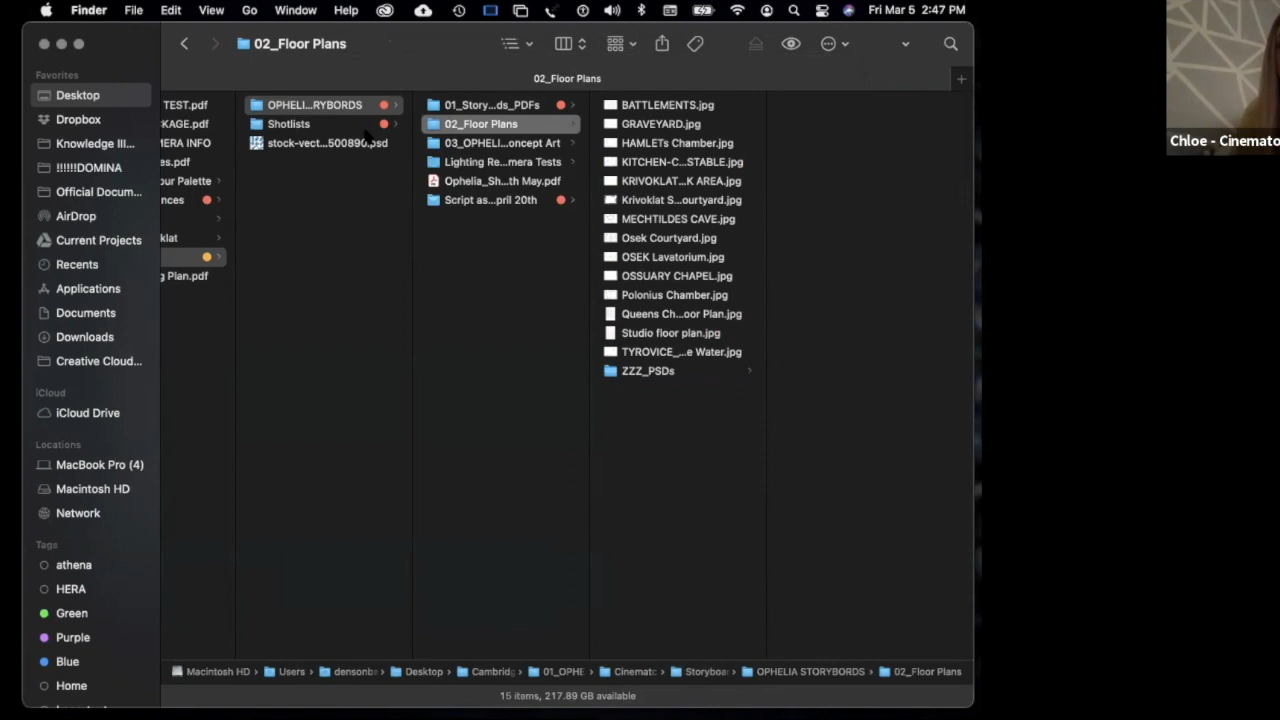 Finder File Edit View Go Window Help Fri Mar 5 2:47 PM
02_Floor Plans
02_Floor Plans
Favorites
Desktop
Dropbox
Knowledge Ill...
!!!!!!DOMINA
Official Docum...
AirDrop
Current Projects
Recents
Applications
Documents
Downloads
Creative Cloud...
iCloud
iCloud Drive
Locations
MacBook Pro (4)
Macintosh HD
Network
Tags
athena
HERA
Green
Purple
Blue
Home
TEST.pdf
KAGE.pdf
MERA INFO
es.pdf
our Palette
nces
klat
g Plan.pdf
OPHELI...RYBORDS
Shotlists
stock-vect...500890.psd
01_Story...ds_PDFs
02_Floor Plans
03_OPHELI...oncept Art
Lighting Re...mera Tests
Ophelia_Sh...th May.pdf
Script as...pril 20th
BATTLEMENTS.jpg
GRAVEYARD.jpg
HAMLETs Chamber.jpg
KITCHEN-C...STABLE.jpg
KRIVOKLAT...K AREA.jpg
Krivoklat S...ourtyard.jpg
MECHTILDES CAVE.jpg
Osek Courtyard.jpg
OSEK Lavatorium.jpg
OSSUARY CHAPEL.jpg
Polonius Chamber.jpg
Queens Ch...oor Plan.jpg
Studio floor plan.jpg
TYROVICE_...e Water.jpg
ZZZ_PSDs
Macintosh HD Users densonb Desktop Cambridg 01_OPHE Cinemat Storyboa OPHELIA STORYBORDS 02_Floor Plans
15 items, 217.89 GB available
Chloe - Cinemato